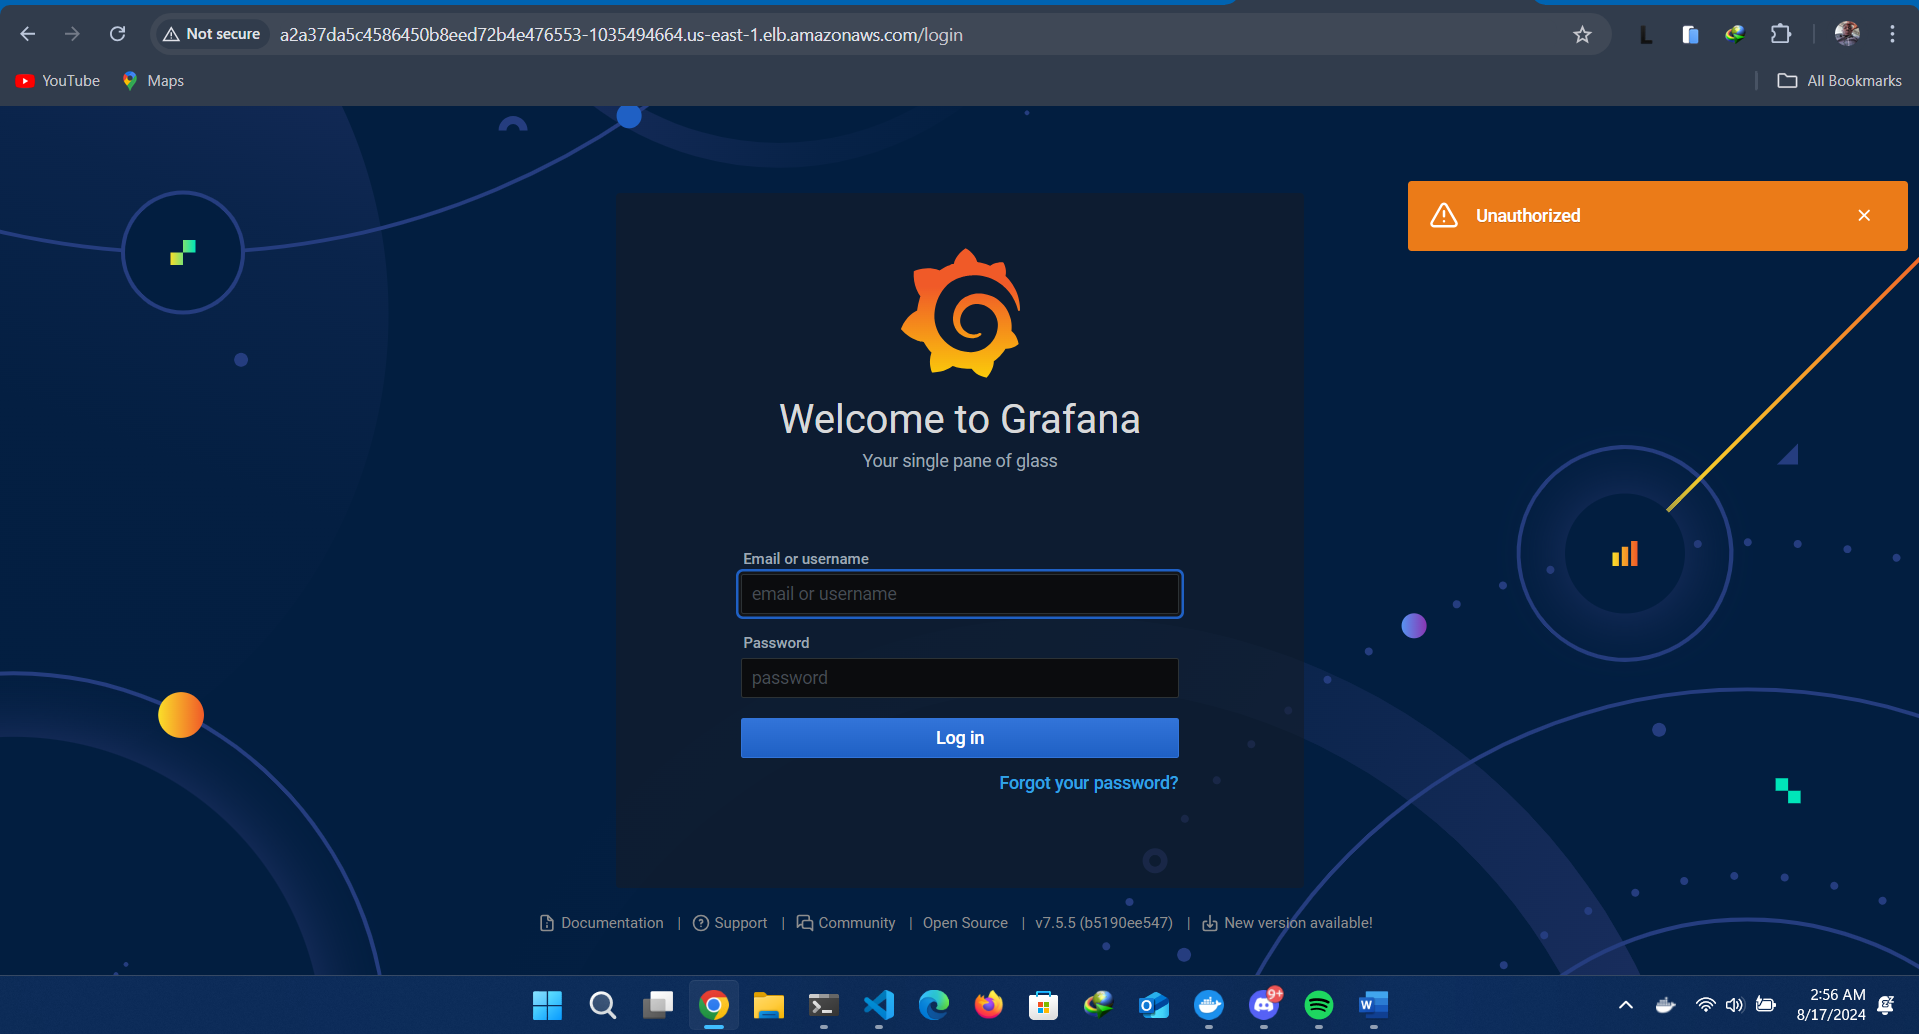 Not secure a2a37da5c4586450b8eed72b4e476553-1035494664.us-east-1.elb.amazonaws.com/login
L
YouTube Maps All Bookmarks
Unauthorized
Welcome to Grafana
Your single pane of glass
Email or username
email or username
Password
password
Log in
Forgot your password?
Documentation | Support | Community | Open Source | v7.5.5 (b5190ee547) | New version available!
9+
2:56 AM
8/17/2024